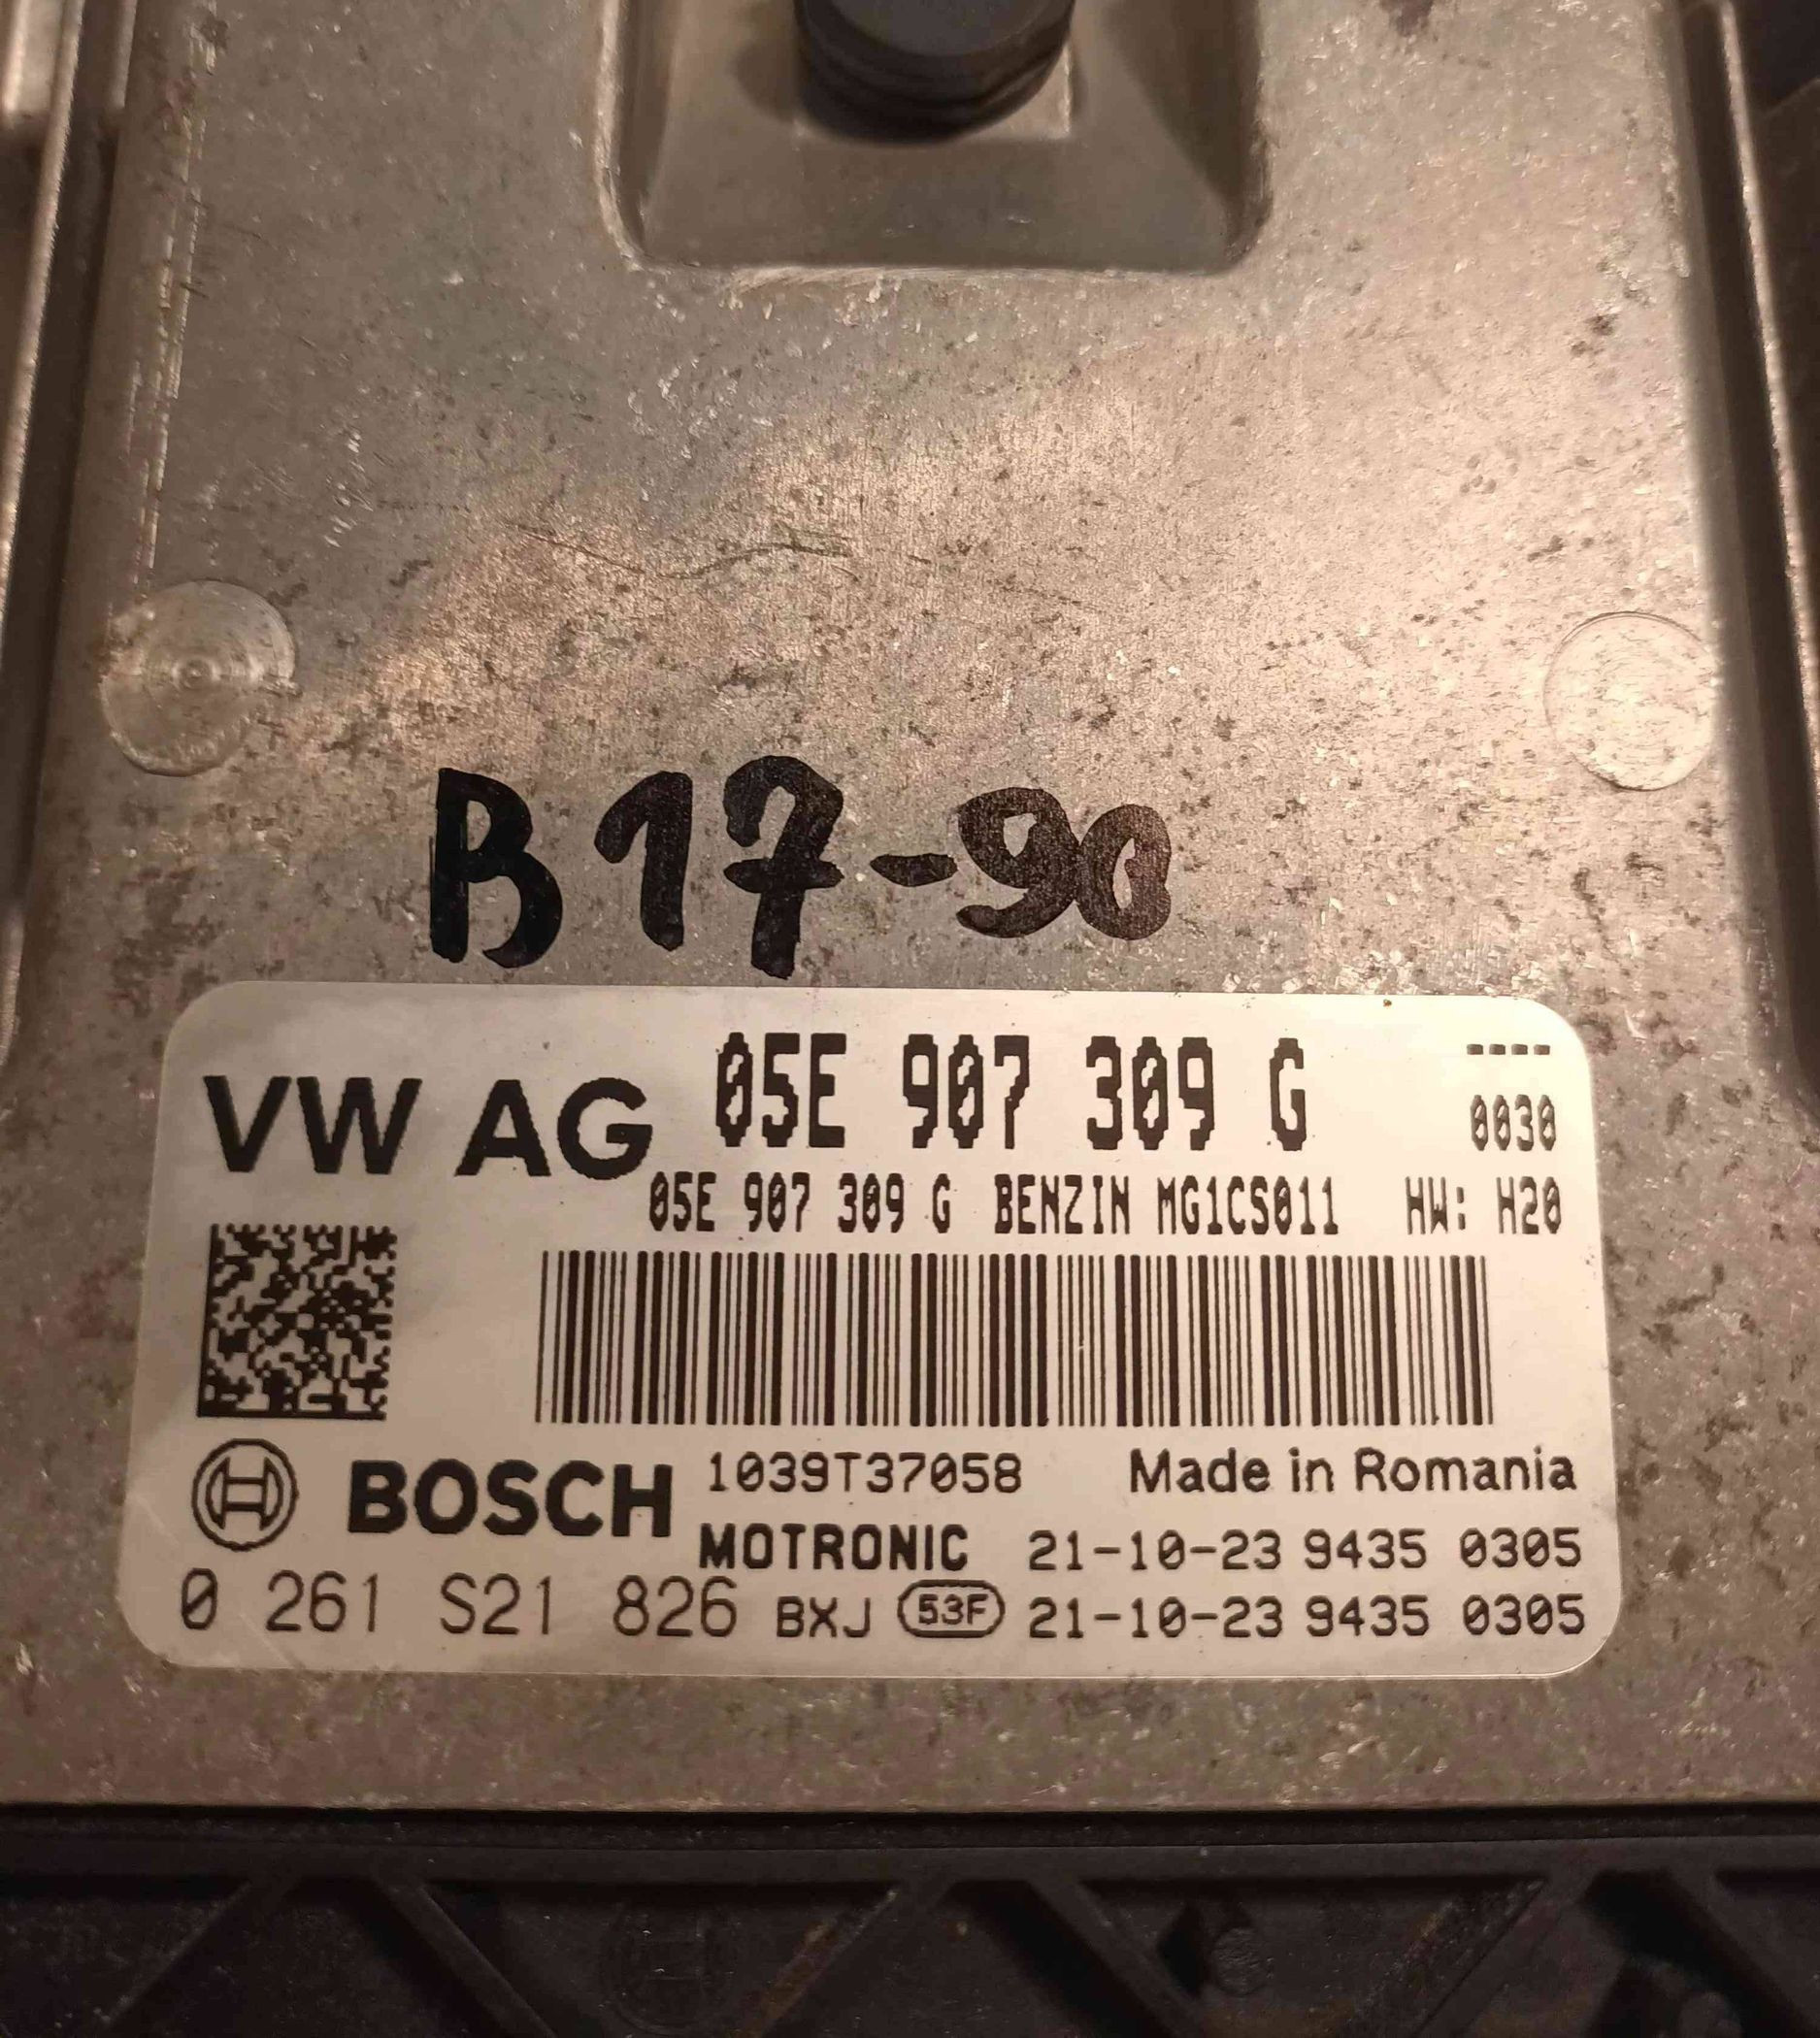 B17-90
VW AG 05E 907 309 G ----
0030
05E 907 309 G BENZIN MG1CS011 HW: H20
BOSCH 1039T37058 Made in Romania
MOTRONIC 21-10-23 9435 0305
0 261 S21 826 BXJ 53F 21-10-23 9435 0305